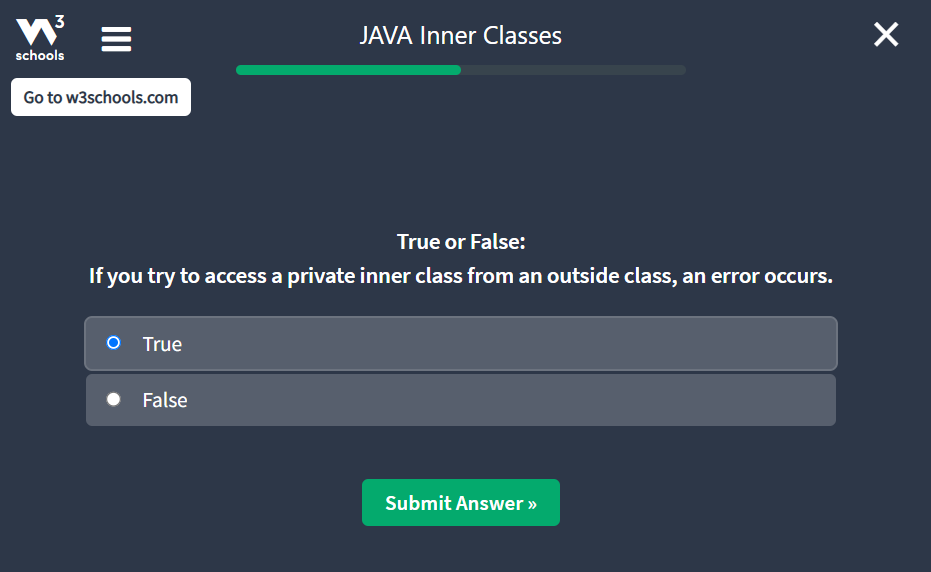 W3
schools
JAVA Inner Classes
Go to w3schools.com
True or False:
If you try to access a private inner class from an outside class, an error occurs.
True
False
Submit Answer »